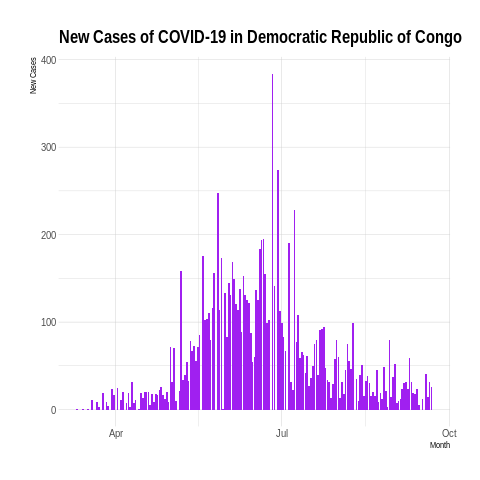 New Cases of COVID-19 in Democratic Republic of Congo
New Cases
400
300
200
100
0
Apr
Jul
Oct
Month